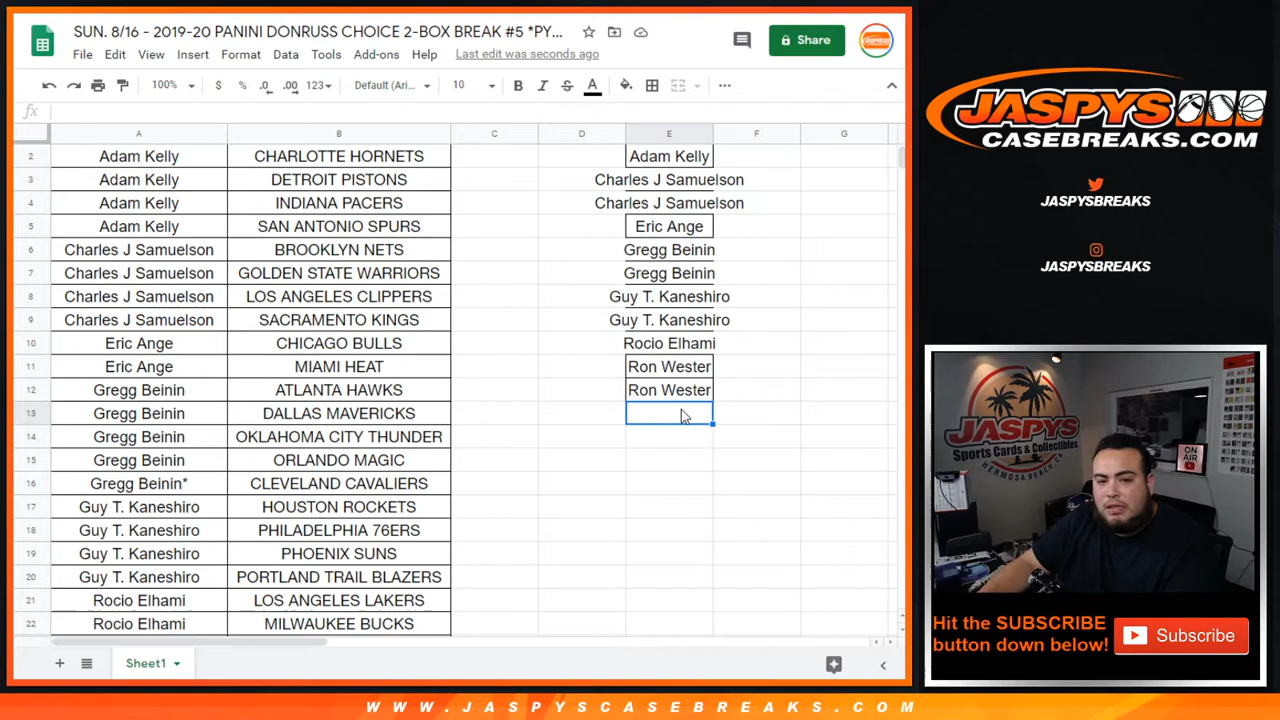 SUN. 8/16 - 2019-20 PANINI DONRUSS CHOICE 2-BOX BREAK #5 *PY...
File Edit View Insert Format Data Tools Add-ons Help Last edit was seconds ago
Share
100% $ % .0 .00 123 Default (Ari... 10 B I S A ...
fx
A B C D E F G
2 Adam Kelly CHARLOTTE HORNETS Adam Kelly
3 Adam Kelly DETROIT PISTONS Charles J Samuelson
4 Adam Kelly INDIANA PACERS Charles J Samuelson
5 Adam Kelly SAN ANTONIO SPURS Eric Ange
6 Charles J Samuelson BROOKLYN NETS Gregg Beinin
7 Charles J Samuelson GOLDEN STATE WARRIORS Gregg Beinin
8 Charles J Samuelson LOS ANGELES CLIPPERS Guy T. Kaneshiro
9 Charles J Samuelson SACRAMENTO KINGS Guy T. Kaneshiro
10 Eric Ange CHICAGO BULLS Rocio Elhami
11 Eric Ange MIAMI HEAT Ron Wester
12 Gregg Beinin ATLANTA HAWKS Ron Wester
13 Gregg Beinin DALLAS MAVERICKS
14 Gregg Beinin OKLAHOMA CITY THUNDER
15 Gregg Beinin ORLANDO MAGIC
16 Gregg Beinin* CLEVELAND CAVALIERS
17 Guy T. Kaneshiro HOUSTON ROCKETS
18 Guy T. Kaneshiro PHILADELPHIA 76ERS
19 Guy T. Kaneshiro PHOENIX SUNS
20 Guy T. Kaneshiro PORTLAND TRAIL BLAZERS
21 Rocio Elhami LOS ANGELES LAKERS
22 Rocio Elhami MILWAUKEE BUCKS
Sheet1
JASPYS
CASEBREAKS.COM
JASPYSBREAKS
JASPYSBREAKS
JASPYS
Sports Cards & Collectibles
HERMOSA BEACH, CA
ON
AIR
Hit the SUBSCRIBE
button down below!
Subscribe
WWW.JASPYSCASEBREAKS.COM